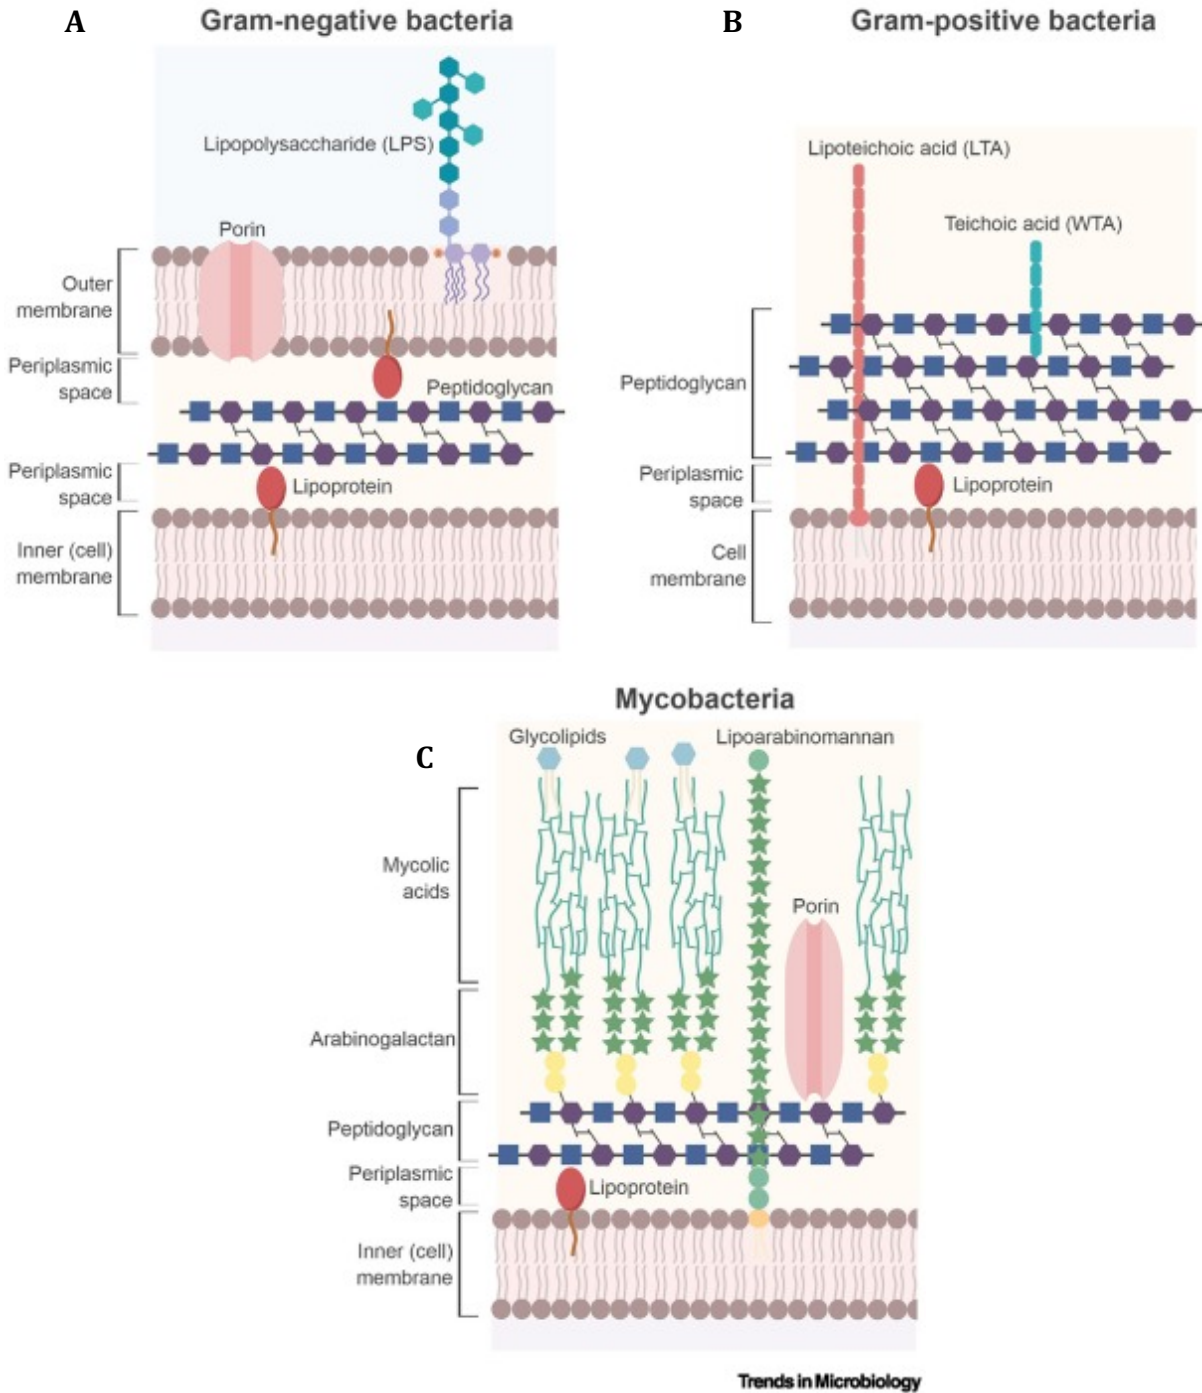 A
Gram-negative bacteria
Lipopolysaccharide (LPS)
Porin
Outer
membrane
Periplasmic
space
Peptidoglycan
Periplasmic
space
Lipoprotein
Inner (cell)
membrane
B
Gram-positive bacteria
Lipoteichoic acid (LTA)
Teichoic acid (WTA)
Peptidoglycan
Periplasmic
space
Lipoprotein
Cell
membrane
Mycobacteria
C
Glycolipids
Lipoarabinomannan
Mycolic
acids
Porin
Arabinogalactan
Peptidoglycan
Periplasmic
space
Lipoprotein
Inner (cell)
membrane
Trends in Microbiology